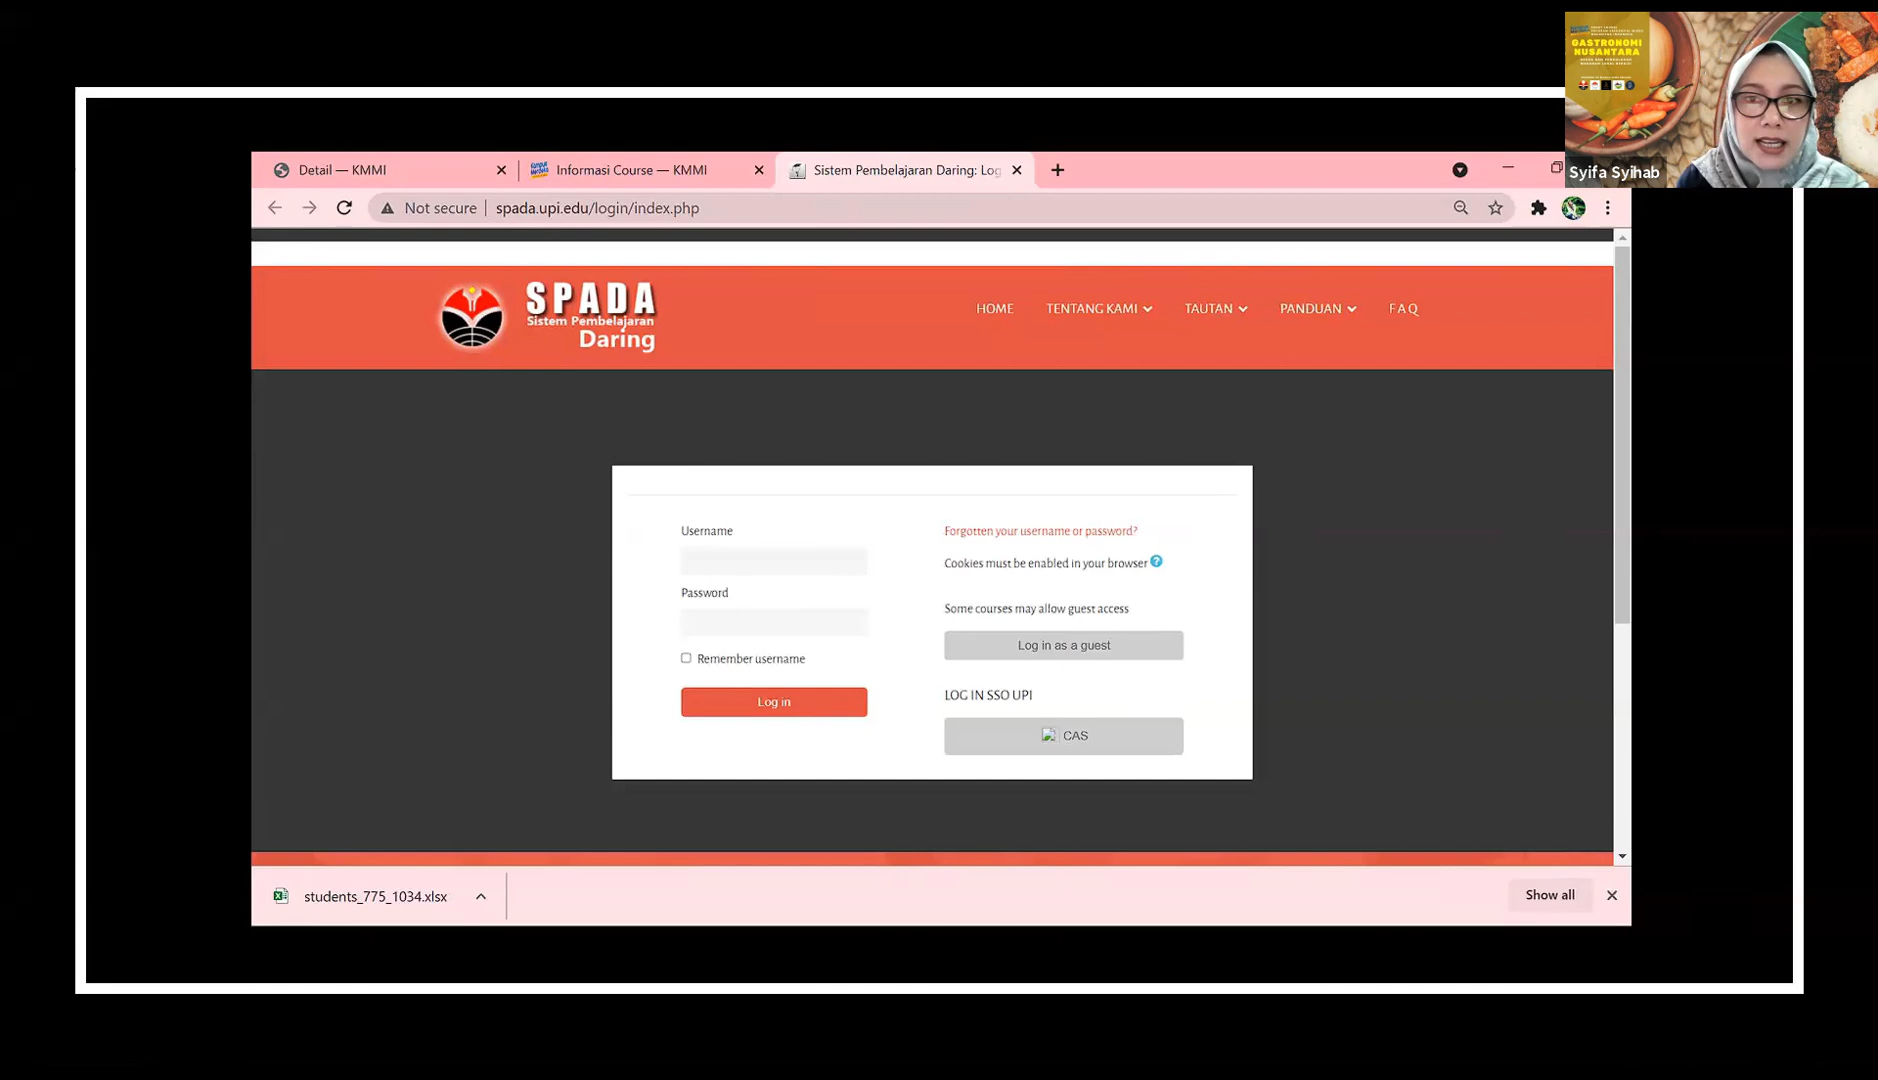 GASTRONOMI
NUSANTARA
Syifa Syihab
Detail — KMMI
Informasi Course — KMMI
Sistem Pembelajaran Daring: Log
Not secure
spada.upi.edu/login/index.php
SPADA
Sistem Pembelajaran
Daring
HOME
TENTANG KAMI
TAUTAN
PANDUAN
F A Q
Username
Password
Remember username
Log in
Forgotten your username or password?
Cookies must be enabled in your browser
Some courses may allow guest access
Log in as a guest
LOG IN SSO UPI
CAS
students_775_1034.xlsx
Show all